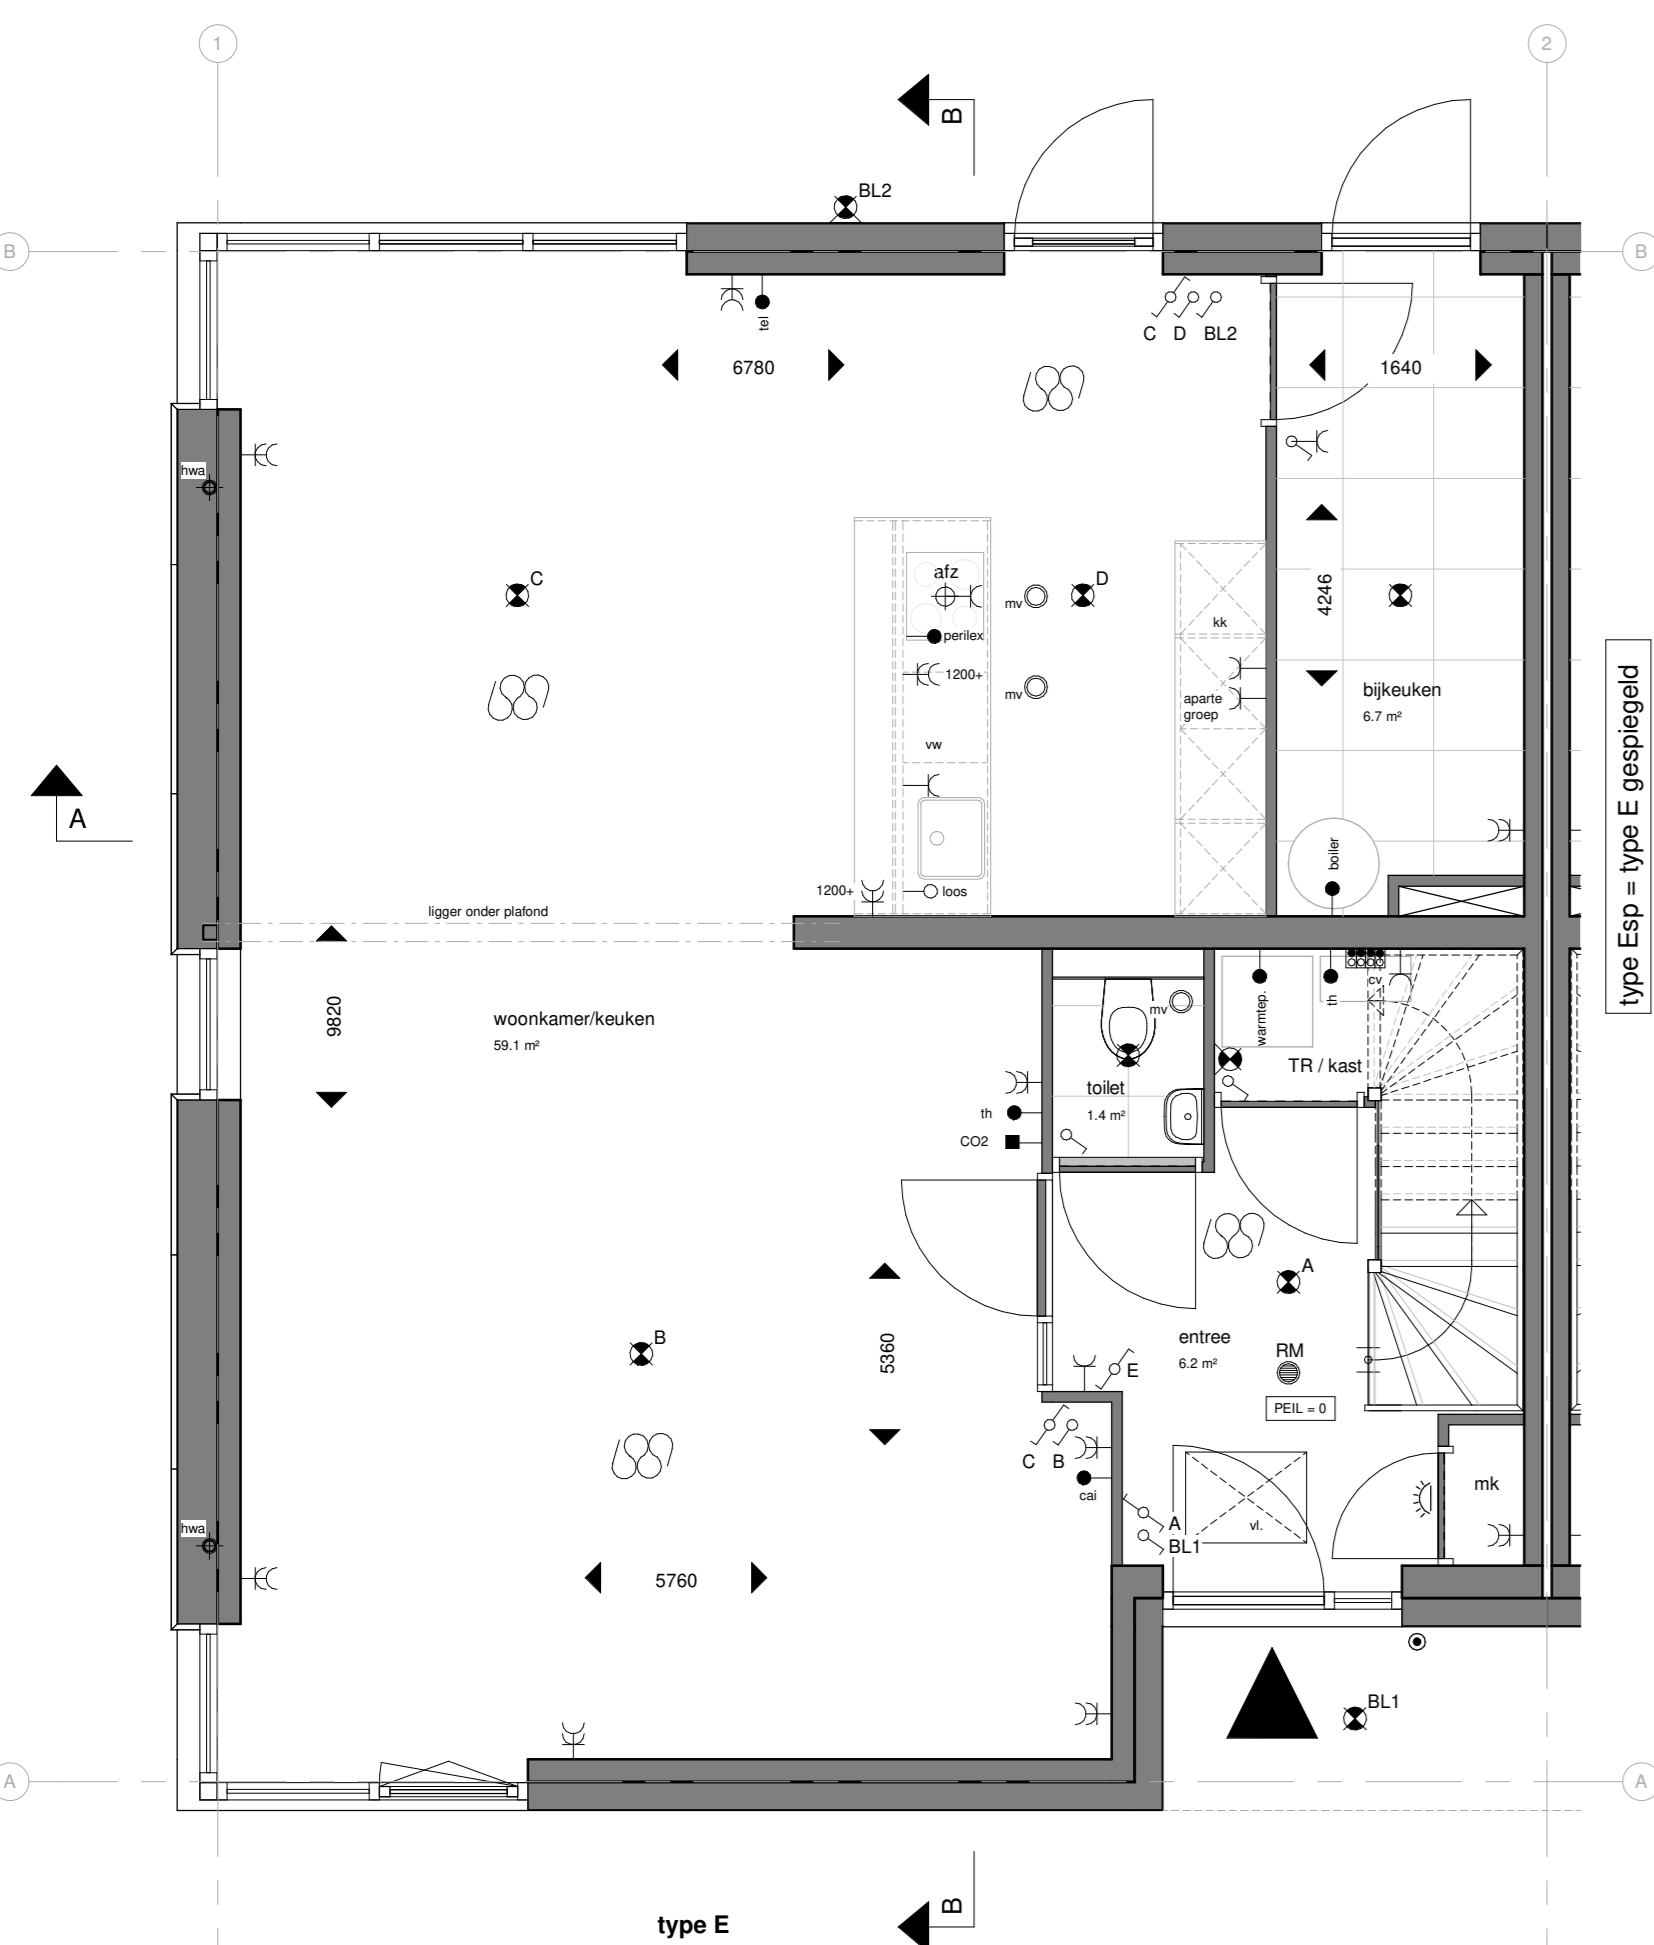 1
2
B
BL2
B
B
tel
C D BL2
6780
1640
hwa
C
afz
mv
D
perilex
4246
kk
1200+
mv
aparte
groep
bijkeuken
6.7 m²
vw
A
boiler
1200+
loos
ligger onder plafond
type Esp = type E gespiegeld
9820
woonkamer/keuken
59.1 m²
mv
warmtep.
th
cv
TR / kast
toilet
1.4 m²
th
CO2
A
B
5360
entree
6.2 m²
RM
E
PEIL = 0
C B
cai
mk
A
BL1
vl.
hwa
5760
BL1
A
A
B
type E